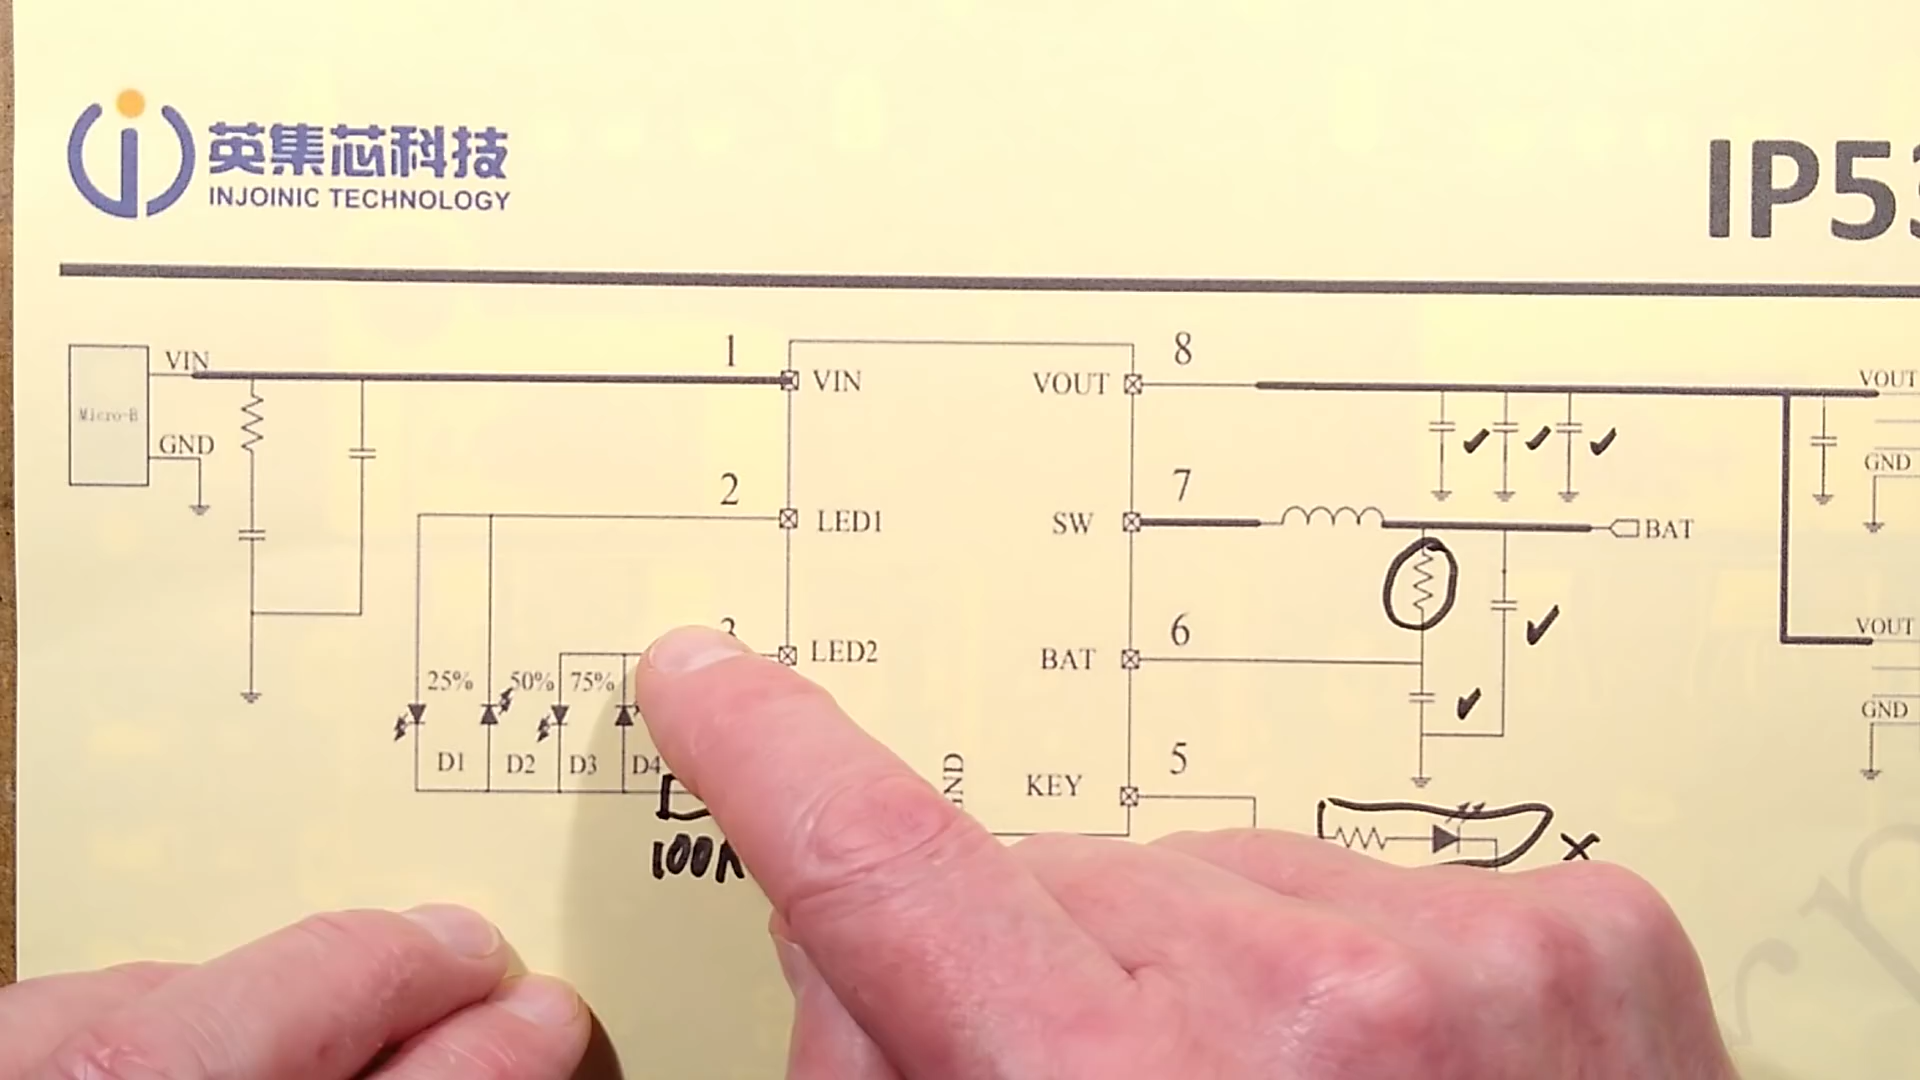 英集芯科技
INJOINIC TECHNOLOGY
IP53
VIN
Micro-B
GND
1
VIN
VOUT
8
VOUT
2
LED1
SW
7
BAT
GND
3
LED2
BAT
6
VOUT
25%
50%
75%
D1
D2
D3
D4
GND
GND
KEY
5
100K